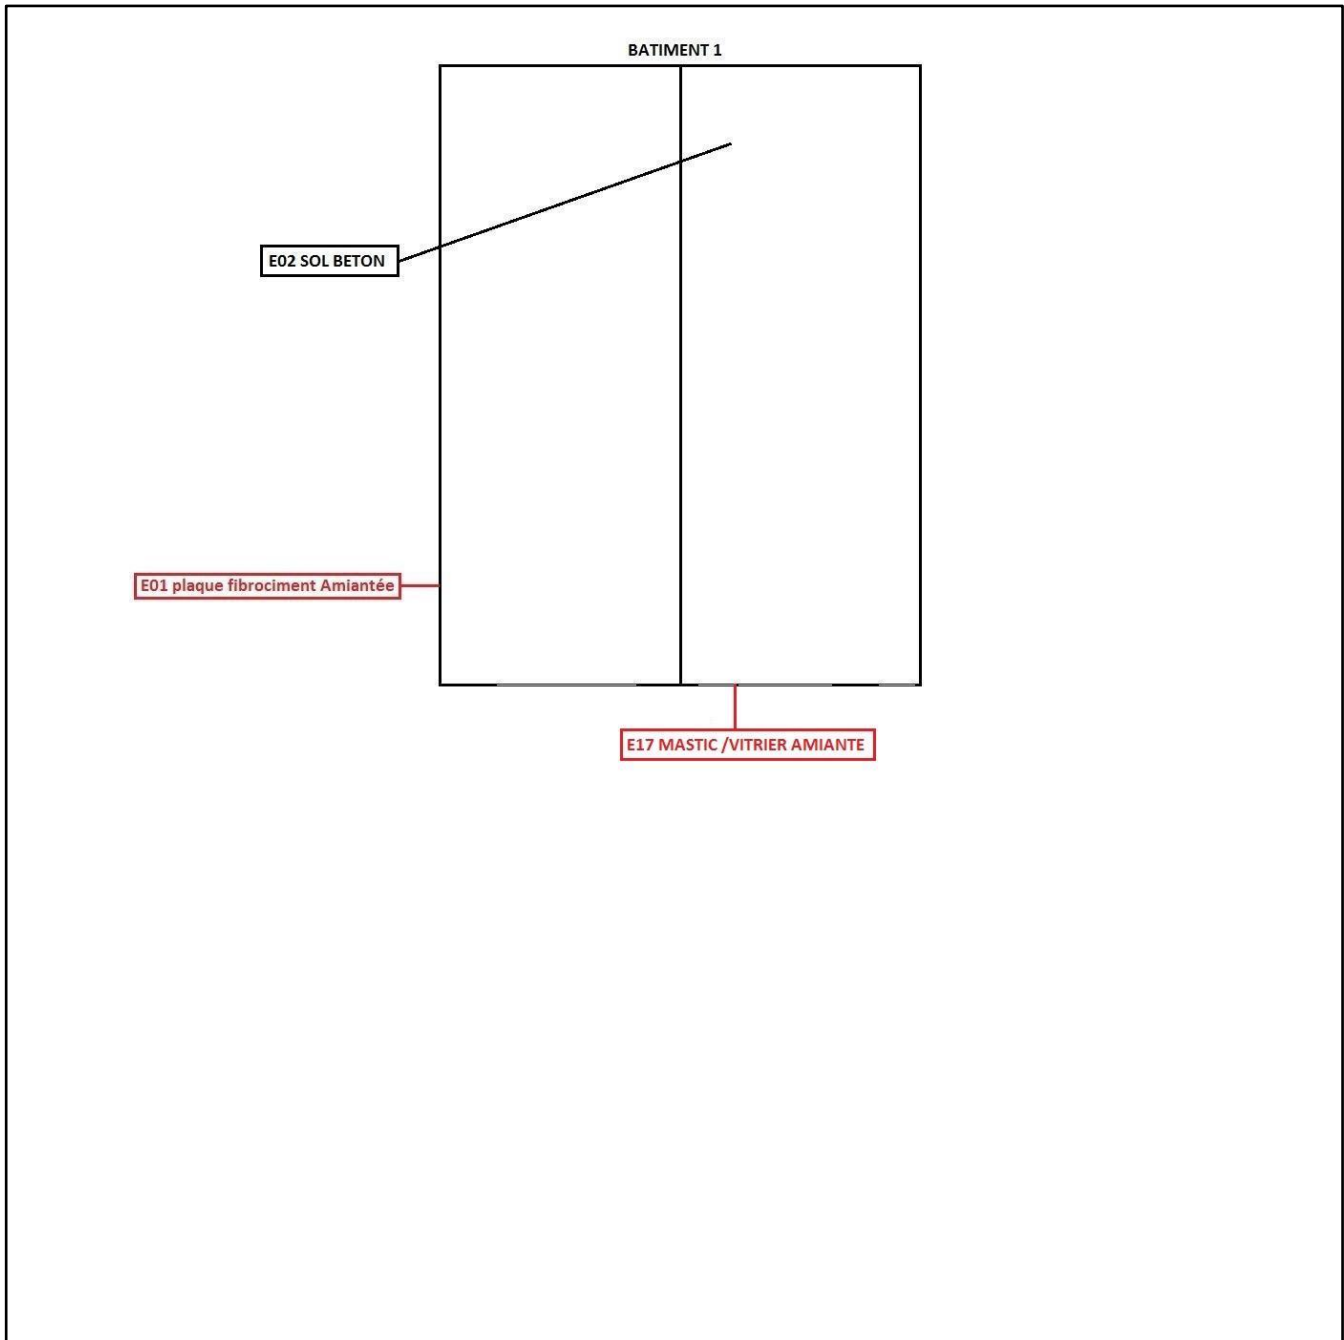 BATIMENT 1
E02 SOL BETON
E01 plaque fibrociment Amiantée
E17 MASTIC /VITRIER AMIANTE